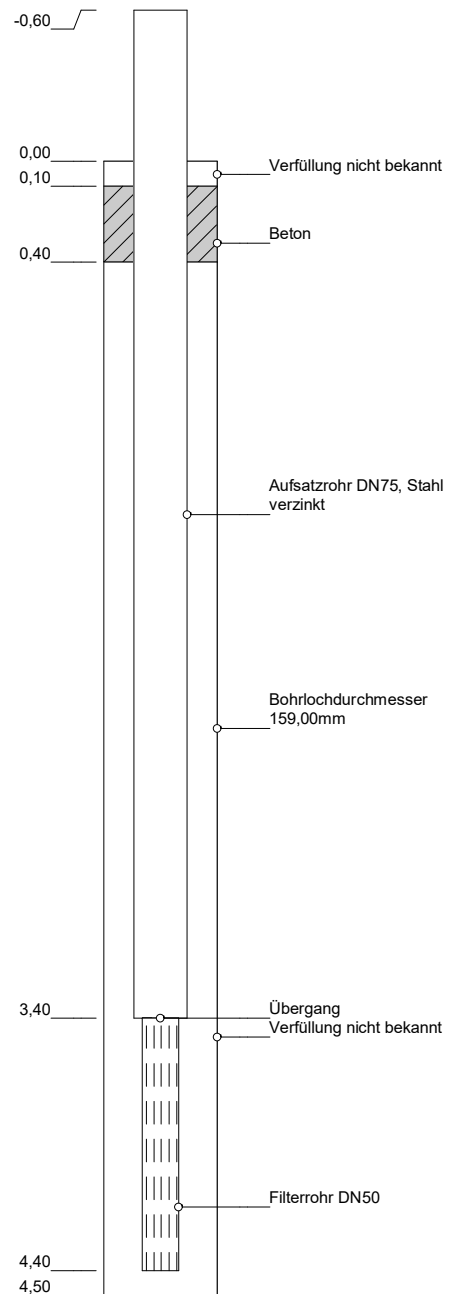 -0,60
0,00
Verfüllung nicht bekannt
0,10
Beton
0,40
Aufsatzrohr DN75, Stahl
verzinkt
Bohrlochdurchmesser
159,00mm
3,40
Übergang
Verfüllung nicht bekannt
Filterrohr DN50
4,40
4,50